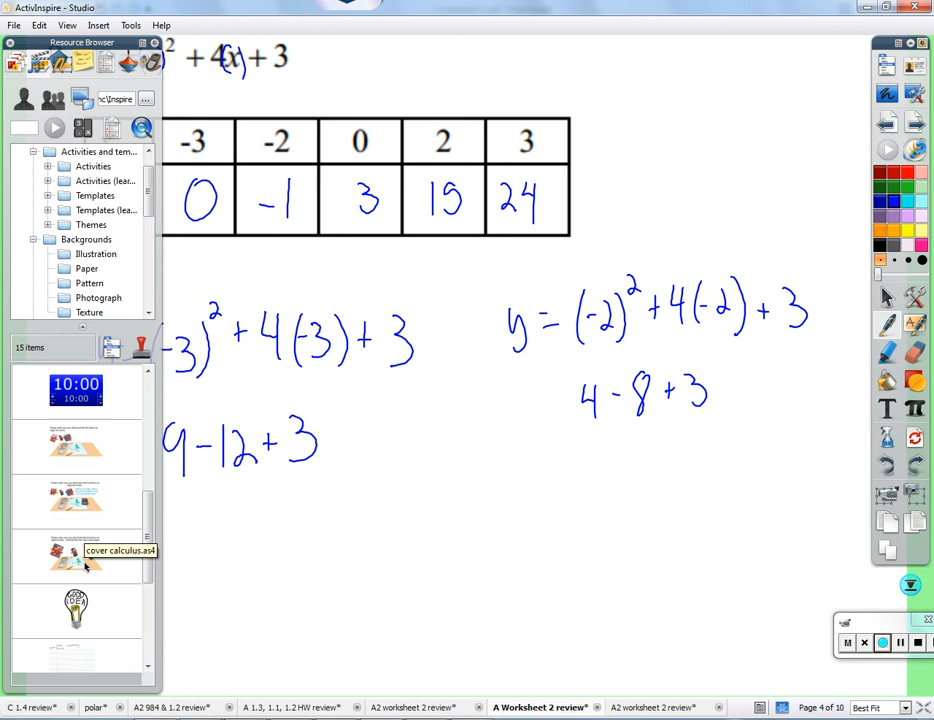 ActivInspire - Studio
File Edit View Insert Tools Help
Resource Browser
² + 4(x) + 3
nc\Inspire ...
Activities and tem...
Activities
Activities (lear...
Templates
Templates (lea...
Themes
Backgrounds
Illustration
Paper
Pattern
Photograph
Texture
15 items
10:00
10:00
cover calculus.as4
GOOD IDEA
-3 -2 0 2 3
0 -1 3 15 24
-3)² + 4(-3) + 3
9 - 12 + 3
y = (-2)² + 4(-2) + 3
4 - 8 + 3
M
C 1.4 review* polar* A2 984 & 1.2 review* A 1.3, 1.1, 1.2 HW review* A2 worksheet 2 review* A Worksheet 2 review* A2 worksheet 2 review*
Page 4 of 10 Best Fit